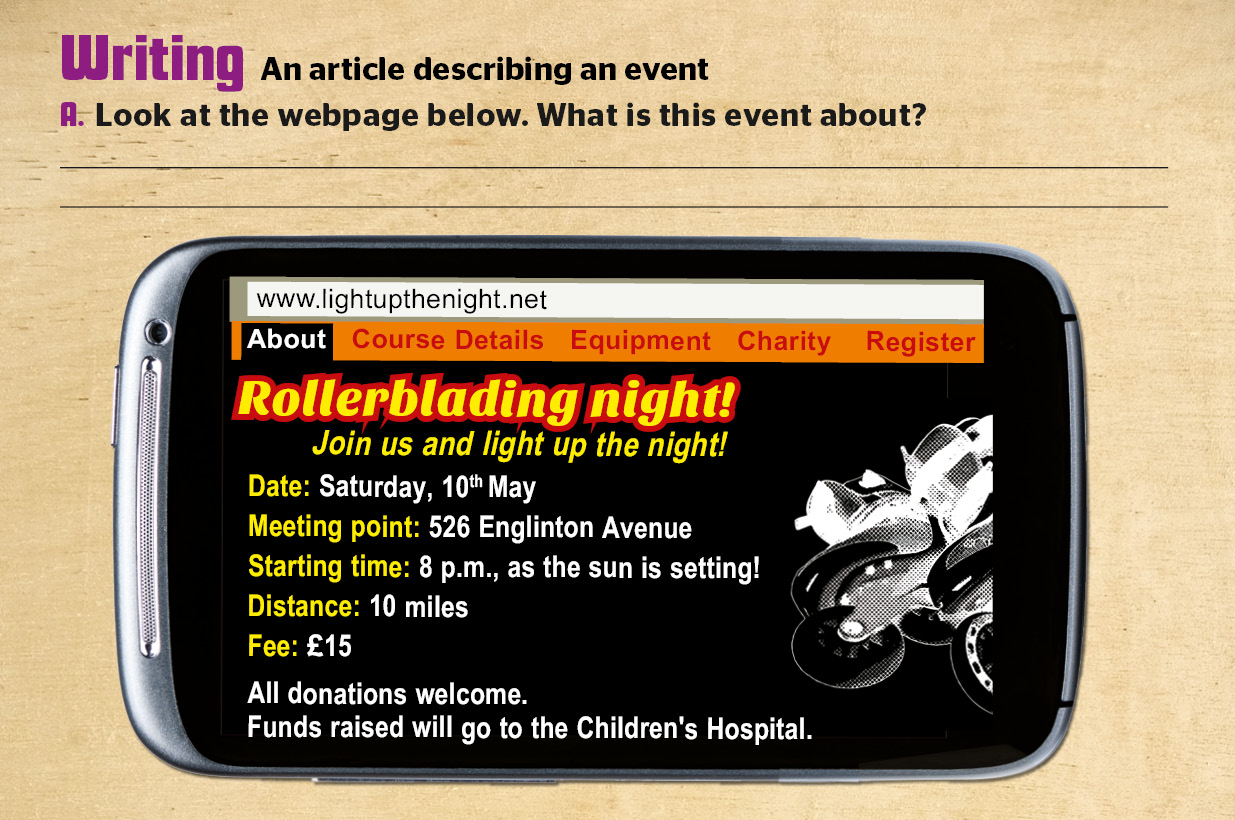 Writing An article describing an event
A. Look at the webpage below. What is this event about?
www.lightupthenight.net
About Course Details Equipment Charity Register
Rollerblading night!
Join us and light up the night!
Date: Saturday, 10th May
Meeting point: 526 Englinton Avenue
Starting time: 8 p.m., as the sun is setting!
Distance: 10 miles
Fee: £15
All donations welcome.
Funds raised will go to the Children's Hospital.